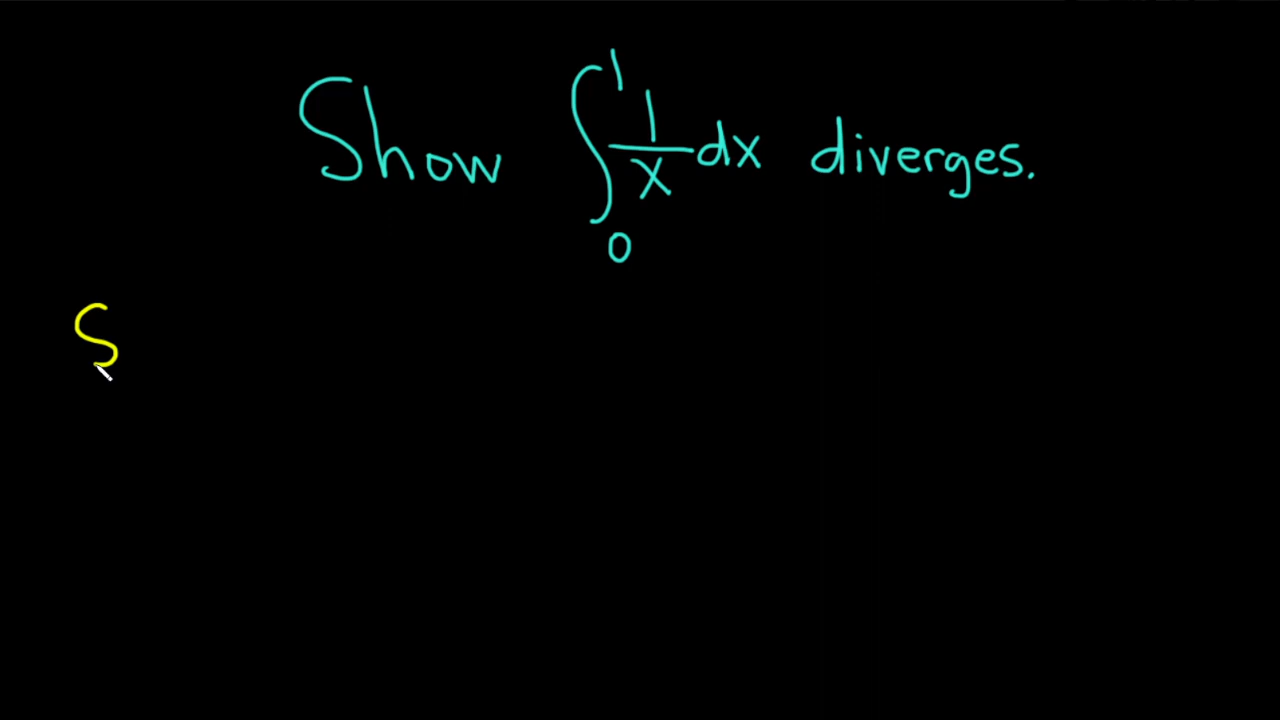 Show ∫₀¹ 1/x dx diverges.
S